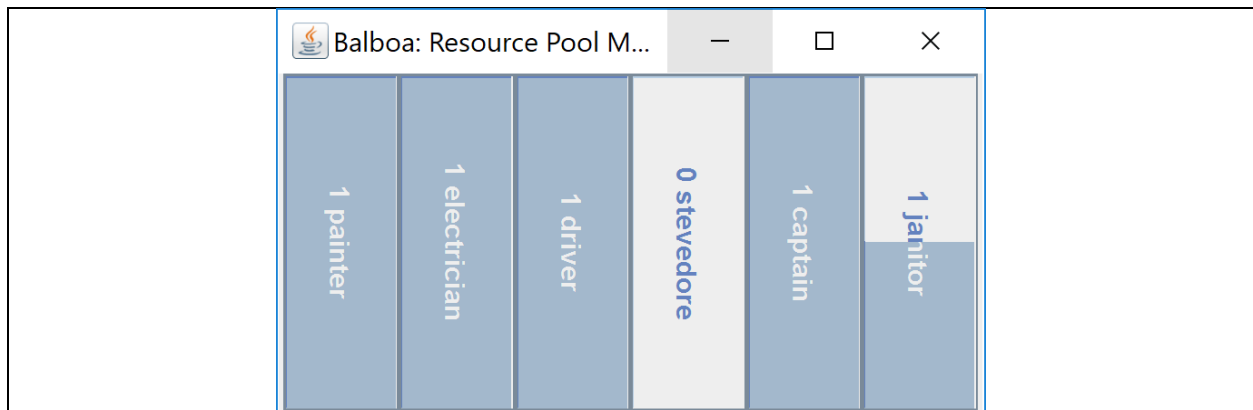 Balboa: Resource Pool M...
1 painter
1 electrician
1 driver
0 stevedore
1 captain
1 janitor